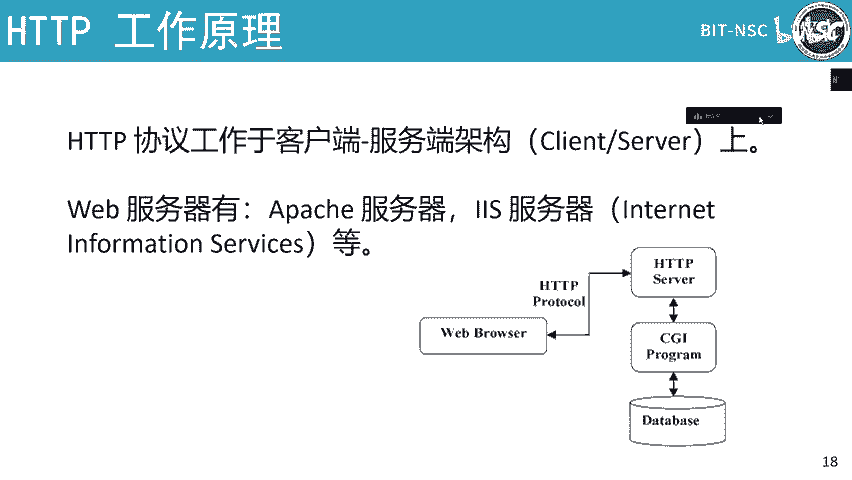 HTTP 工作原理
BIT-NSC
HTTP 协议工作于客户端-服务端架构（Client/Server）上。
Web 服务器有：Apache 服务器，IIS 服务器（Internet
Information Services）等。
HTTP
Server
HTTP
Protocol
Web Browser
CGI
Program
Database
18